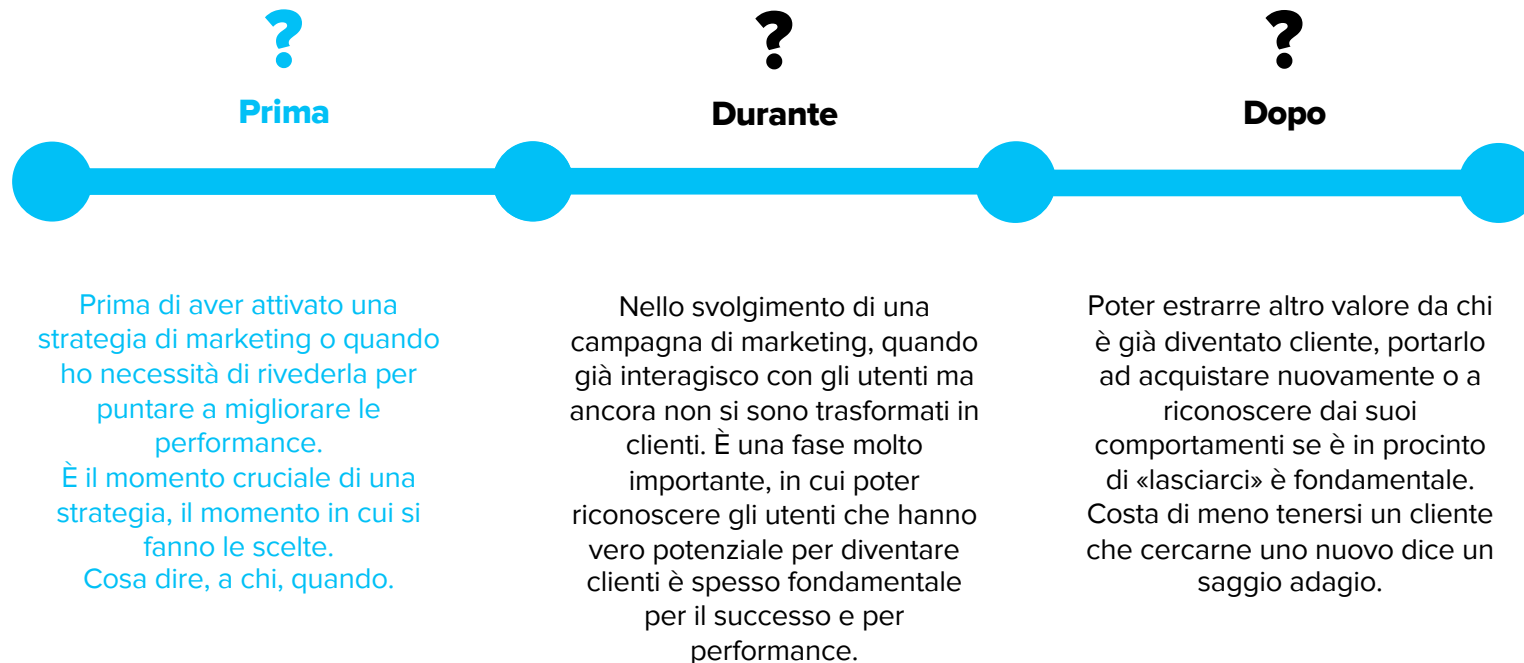 ?
Prima
Prima di aver attivato una
strategia di marketing o quando
ho necessità di rivederla per
puntare a migliorare le
performance.
È il momento cruciale di una
strategia, il momento in cui si
fanno le scelte.
Cosa dire, a chi, quando.
?
Durante
Nello svolgimento di una
campagna di marketing, quando
già interagisco con gli utenti ma
ancora non si sono trasformati in
clienti. È una fase molto
importante, in cui poter
riconoscere gli utenti che hanno
vero potenziale per diventare
clienti è spesso fondamentale
per il successo e per
performance.
?
Dopo
Poter estrarre altro valore da chi
è già diventato cliente, portarlo
ad acquistare nuovamente o a
riconoscere dai suoi
comportamenti se è in procinto
di «lasciarci» è fondamentale.
Costa di meno tenersi un cliente
che cercarne uno nuovo dice un
saggio adagio.